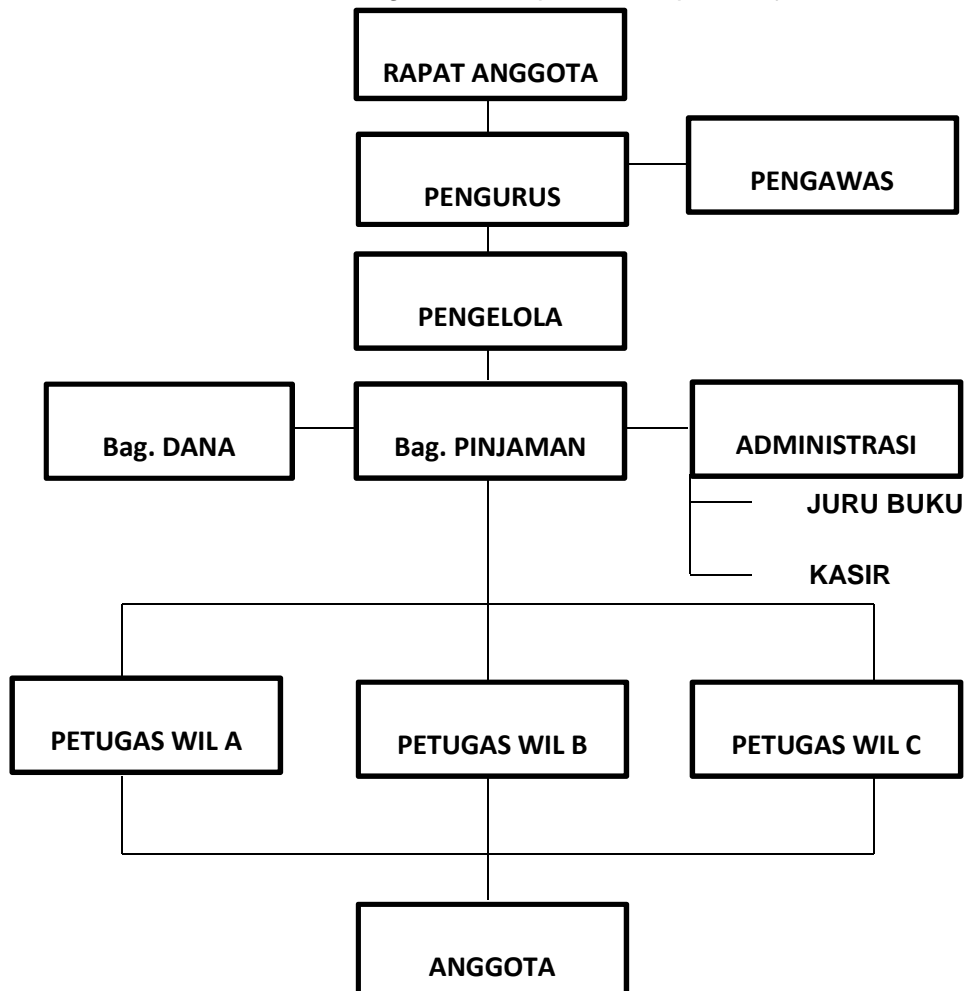 RAPAT ANGGOTA
PENGURUS
PENGAWAS
PENGELOLA
Bag. DANA
Bag. PINJAMAN
ADMINISTRASI
JURU BUKU
KASIR
PETUGAS WIL A
PETUGAS WIL B
PETUGAS WIL C
ANGGOTA